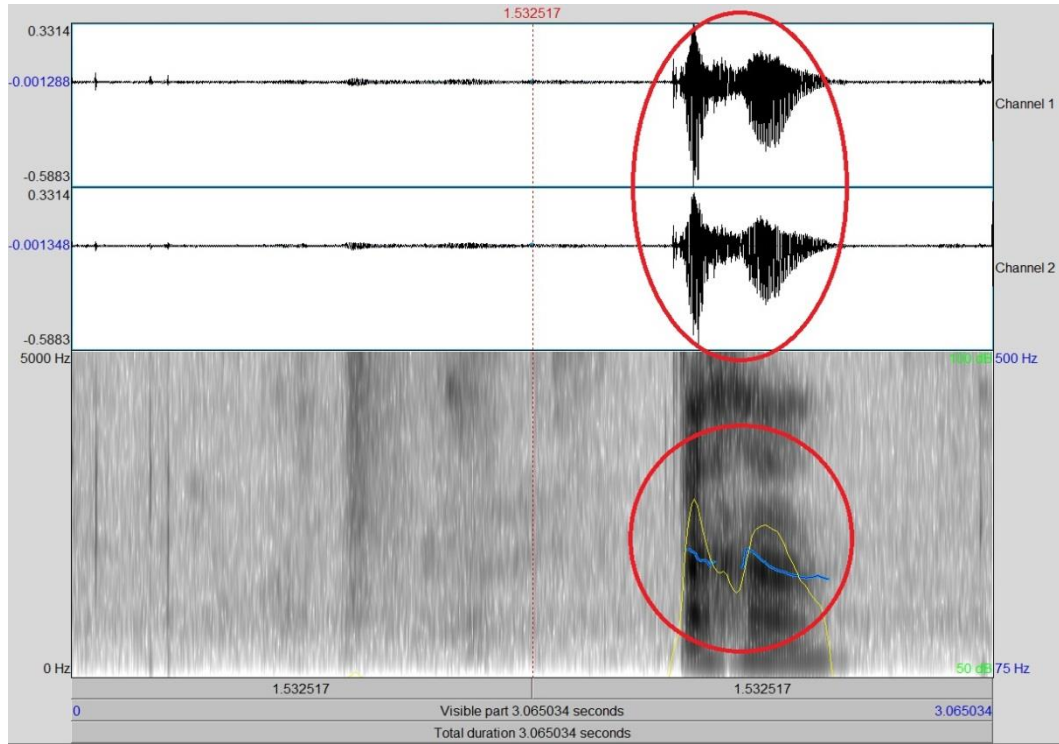 1.532517
0.3314
-0.001288
Channel 1
-0.5883
0.3314
-0.001348
Channel 2
-0.5883
5000 Hz 100 dB 500 Hz
0 Hz 50 dB 75 Hz
1.532517 1.532517
0 Visible part 3.065034 seconds 3.065034
Total duration 3.065034 seconds